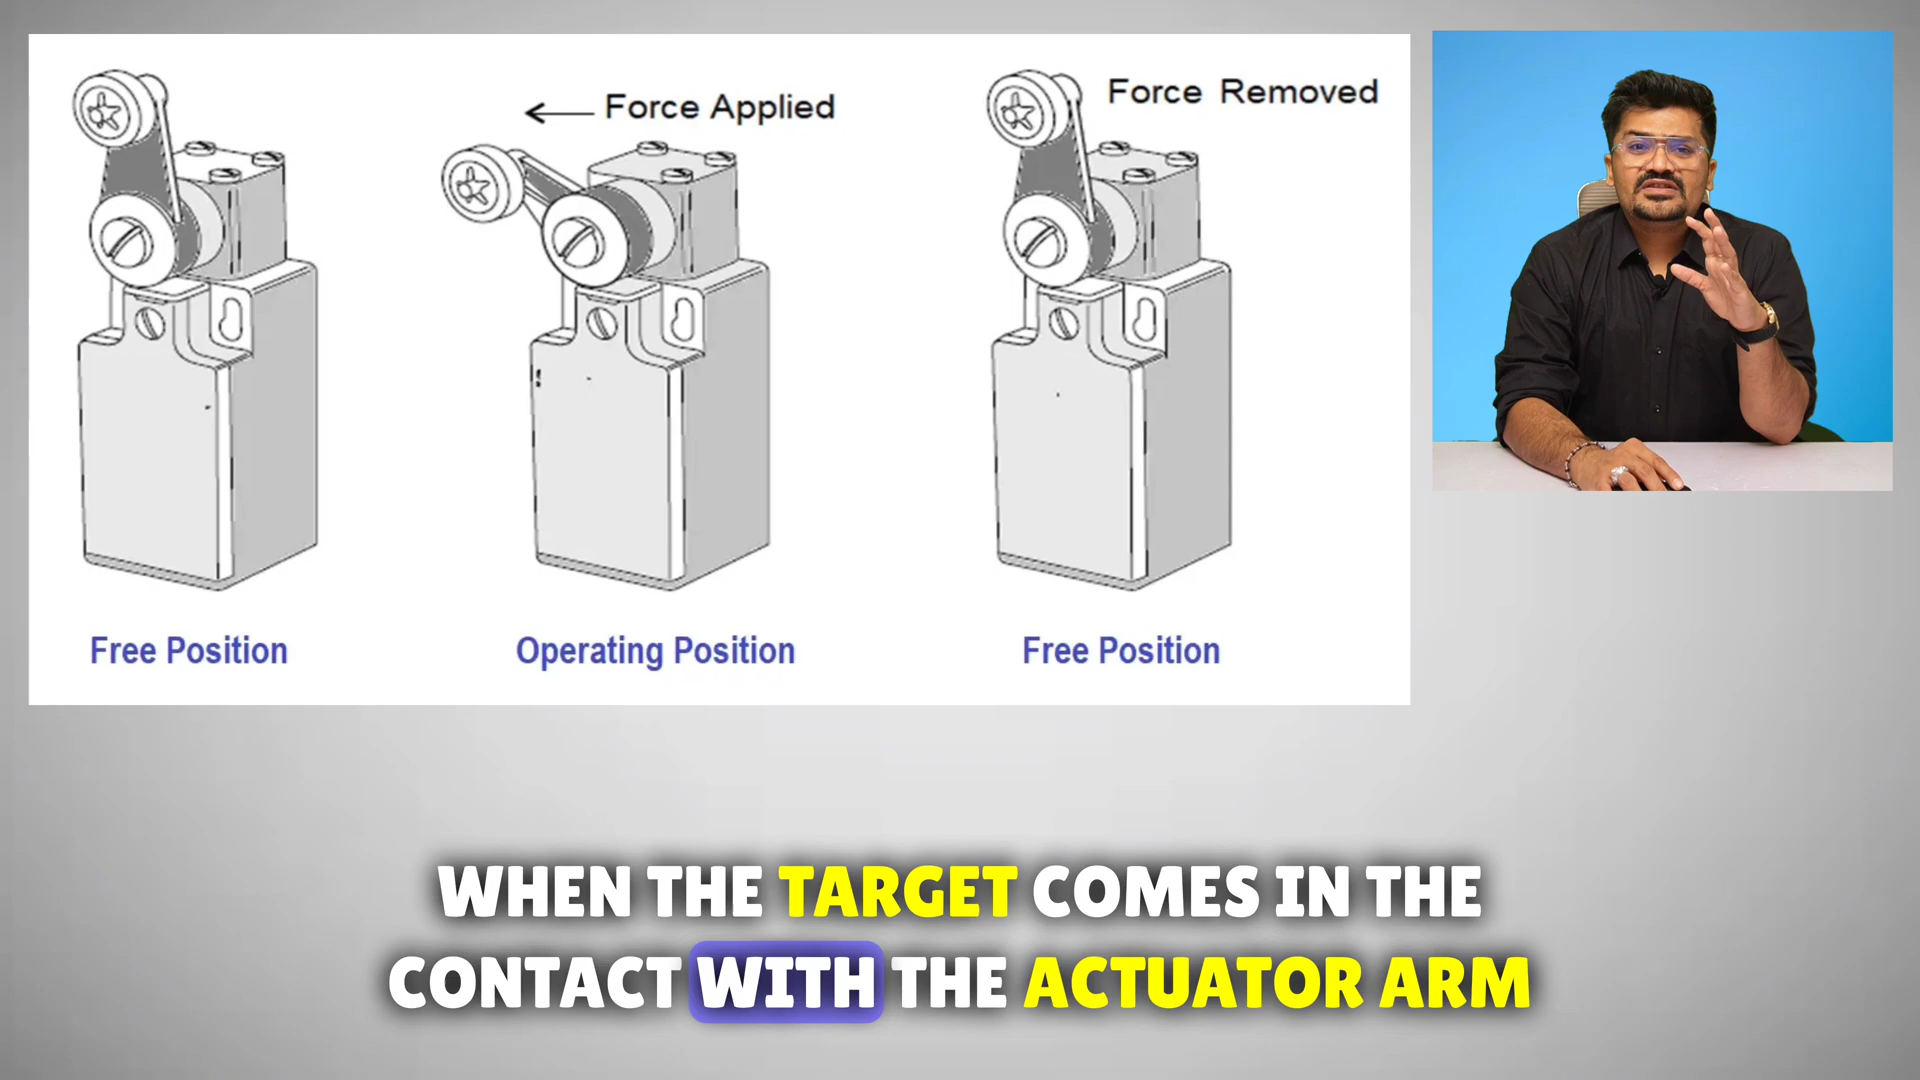 Force Applied
Force Removed
Free Position
Operating Position
Free Position
WHEN THE TARGET COMES IN THE
CONTACT WITH THE ACTUATOR ARM